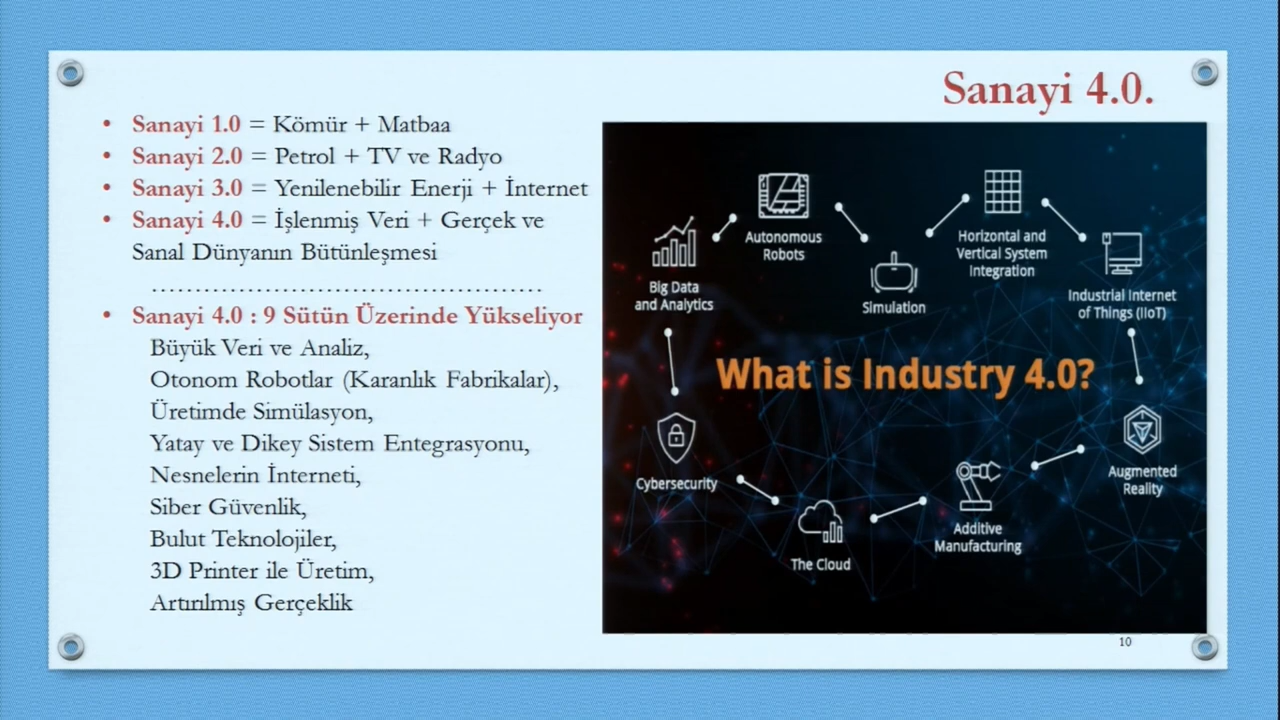 Sanayi 4.0.
• Sanayi 1.0 = Kömür + Matbaa
• Sanayi 2.0 = Petrol + TV ve Radyo
• Sanayi 3.0 = Yenilenebilir Enerji + İnternet
• Sanayi 4.0 = İşlenmiş Veri + Gerçek ve
Sanal Dünyanın Bütünleşmesi
………………………………………
• Sanayi 4.0 : 9 Sütün Üzerinde Yükseliyor
Büyük Veri ve Analiz,
Otonom Robotlar (Karanlık Fabrikalar),
Üretimde Simülasyon,
Yatay ve Dikey Sistem Entegrasyonu,
Nesnelerin İnterneti,
Siber Güvenlik,
Bulut Teknolojiler,
3D Printer ile Üretim,
Artırılmış Gerçeklik
Big Data
and Analytics
Autonomous
Robots
Simulation
Horizontal and
Vertical System
Integration
Industrial Internet
of Things (IIoT)
What is Industry 4.0?
Cybersecurity
The Cloud
Additive
Manufacturing
Augmented
Reality
10